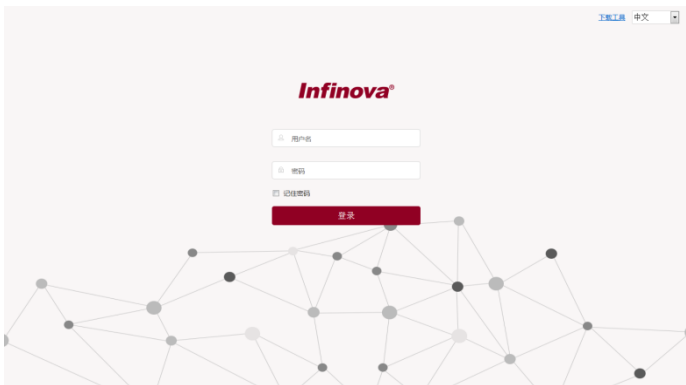 下载工具 中文
Infinova®
用户名
密码
记住密码
登录